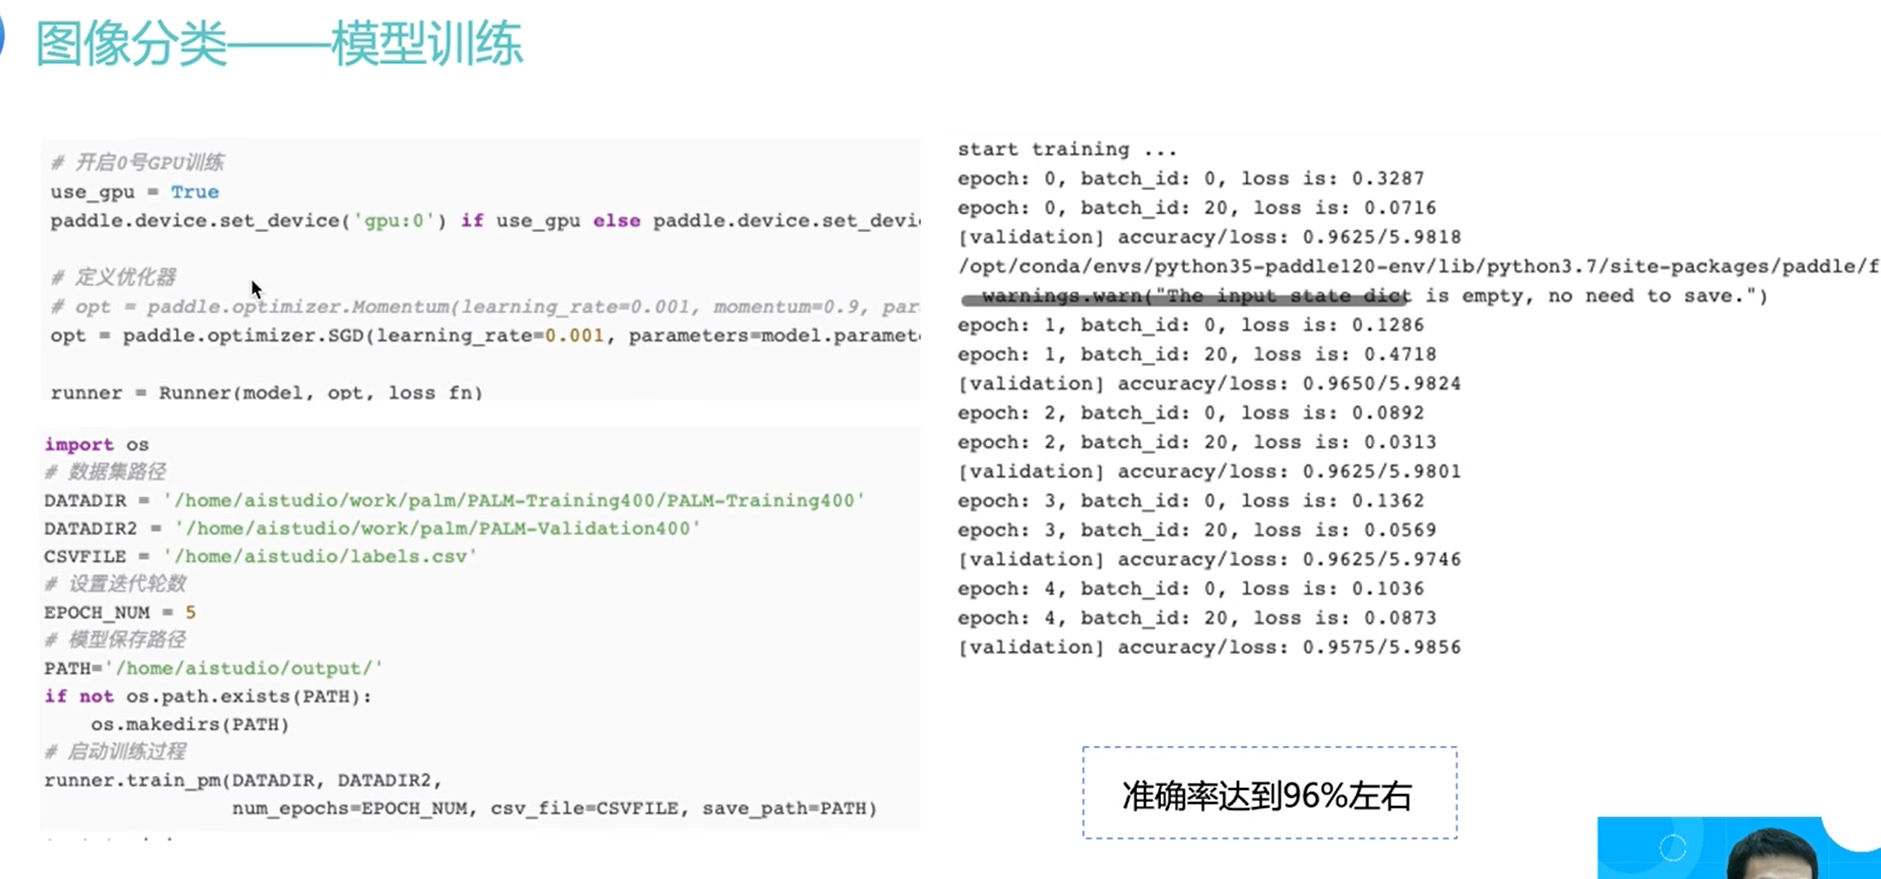 图像分类——模型训练
# 开启0号GPU训练
use_gpu = True
paddle.device.set_device('gpu:0') if use_gpu else paddle.device.set_devi
# 定义优化器
# opt = paddle.optimizer.Momentum(learning_rate=0.001, momentum=0.9, par
opt = paddle.optimizer.SGD(learning_rate=0.001, parameters=model.paramet
runner = Runner(model, opt, loss fn)
import os
# 数据集路径
DATADIR = '/home/aistudio/work/palm/PALM-Training400/PALM-Training400'
DATADIR2 = '/home/aistudio/work/palm/PALM-Validation400'
CSVFILE = '/home/aistudio/labels.csv'
# 设置迭代轮数
EPOCH_NUM = 5
# 模型保存路径
PATH='/home/aistudio/output/'
if not os.path.exists(PATH):
    os.makedirs(PATH)
# 启动训练过程
runner.train_pm(DATADIR, DATADIR2,
                num_epochs=EPOCH_NUM, csv_file=CSVFILE, save_path=PATH)
start training ...
epoch: 0, batch_id: 0, loss is: 0.3287
epoch: 0, batch_id: 20, loss is: 0.0716
[validation] accuracy/loss: 0.9625/5.9818
/opt/conda/envs/python35-paddle120-env/lib/python3.7/site-packages/paddle/f
  warnings.warn("The input state dict is empty, no need to save.")
epoch: 1, batch_id: 0, loss is: 0.1286
epoch: 1, batch_id: 20, loss is: 0.4718
[validation] accuracy/loss: 0.9650/5.9824
epoch: 2, batch_id: 0, loss is: 0.0892
epoch: 2, batch_id: 20, loss is: 0.0313
[validation] accuracy/loss: 0.9625/5.9801
epoch: 3, batch_id: 0, loss is: 0.1362
epoch: 3, batch_id: 20, loss is: 0.0569
[validation] accuracy/loss: 0.9625/5.9746
epoch: 4, batch_id: 0, loss is: 0.1036
epoch: 4, batch_id: 20, loss is: 0.0873
[validation] accuracy/loss: 0.9575/5.9856
准确率达到96%左右